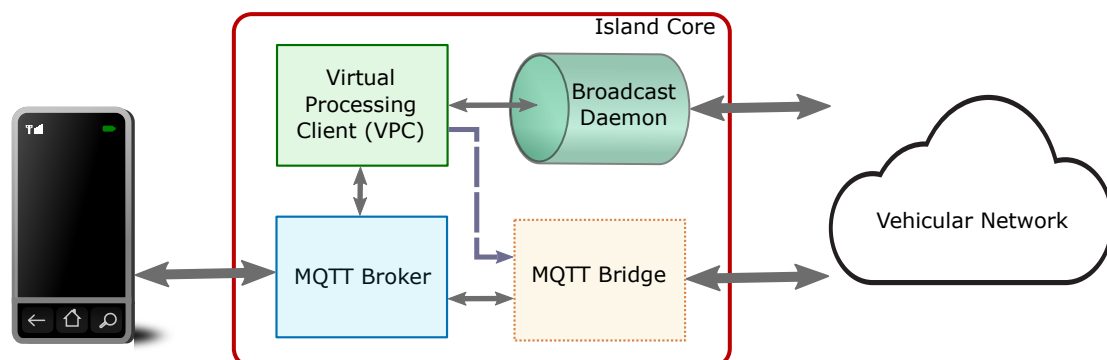 Island Core
Virtual
Processing
Client (VPC)
Broadcast
Daemon
Vehicular Network
MQTT Broker
MQTT Bridge